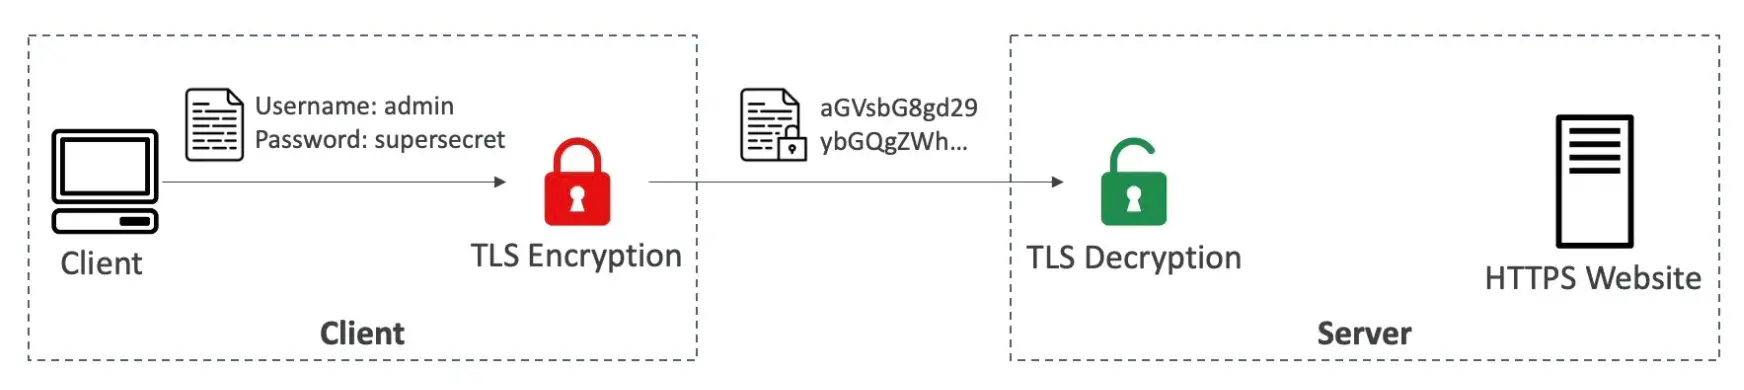 Username: admin
Password: supersecret
aGVsbG8gd29
ybGQgZWh...
Client
TLS Encryption
TLS Decryption
HTTPS Website
Client
Server